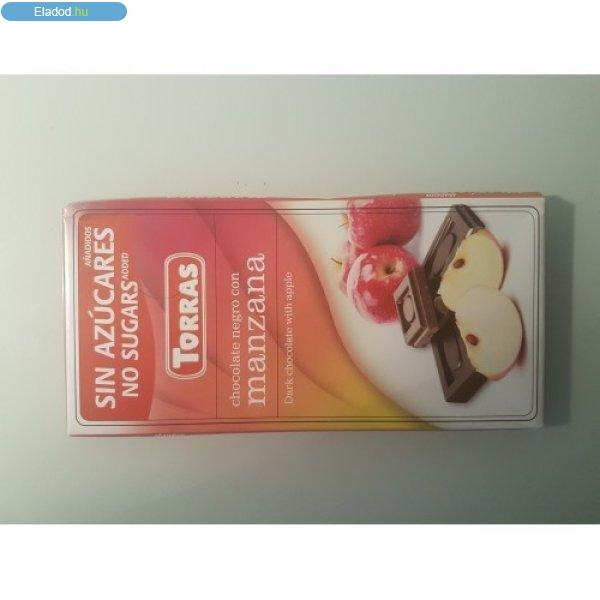 Eladod.hu
AÑADIDOS
SIN AZÚCARES
NO SUGARS ADDED
TORRAS
chocolate negro con
manzana
Dark chocolate with apple